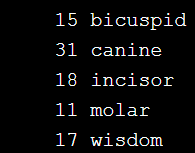 15 bicuspid
31 canine
18 incisor
11 molar
17 wisdom